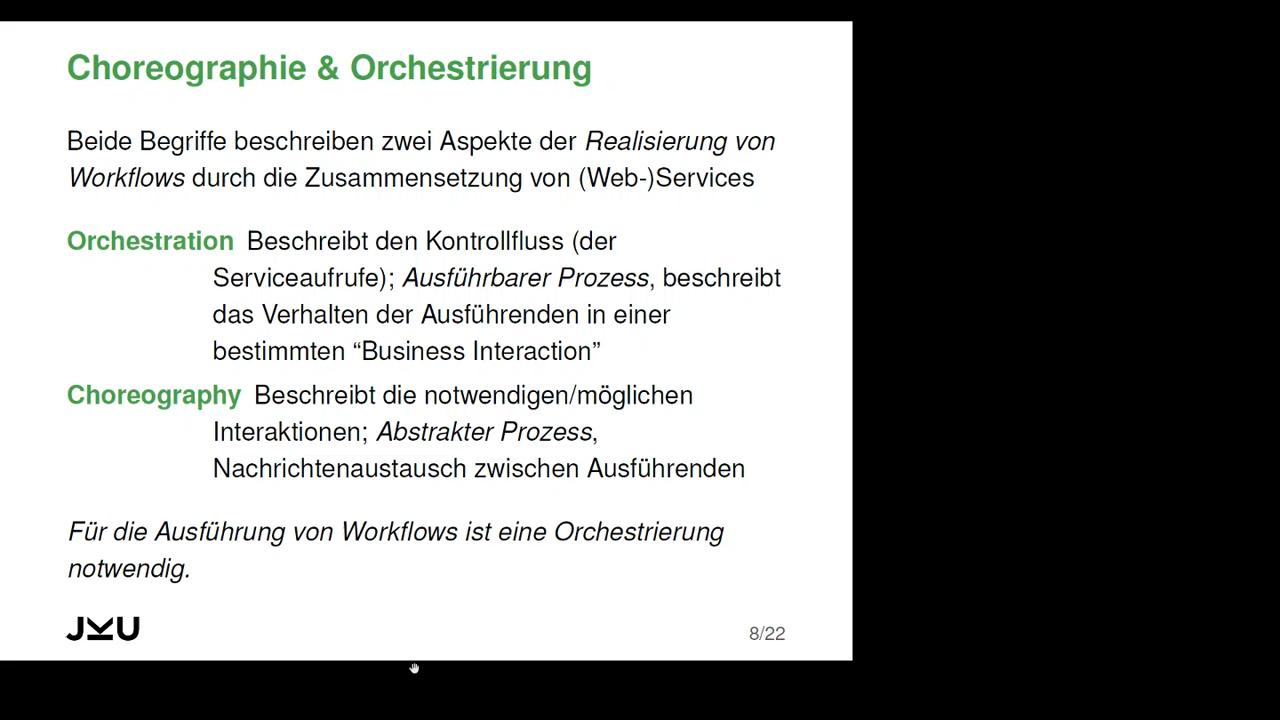 Choreographie & Orchestrierung
Beide Begriffe beschreiben zwei Aspekte der Realisierung von
Workflows durch die Zusammensetzung von (Web-)Services
Orchestration Beschreibt den Kontrollfluss (der
Serviceaufrufe); Ausführbarer Prozess, beschreibt
das Verhalten der Ausführenden in einer
bestimmten “Business Interaction”
Choreography Beschreibt die notwendigen/möglichen
Interaktionen; Abstrakter Prozess,
Nachrichtenaustausch zwischen Ausführenden
Für die Ausführung von Workflows ist eine Orchestrierung
notwendig.
JKU
8/22